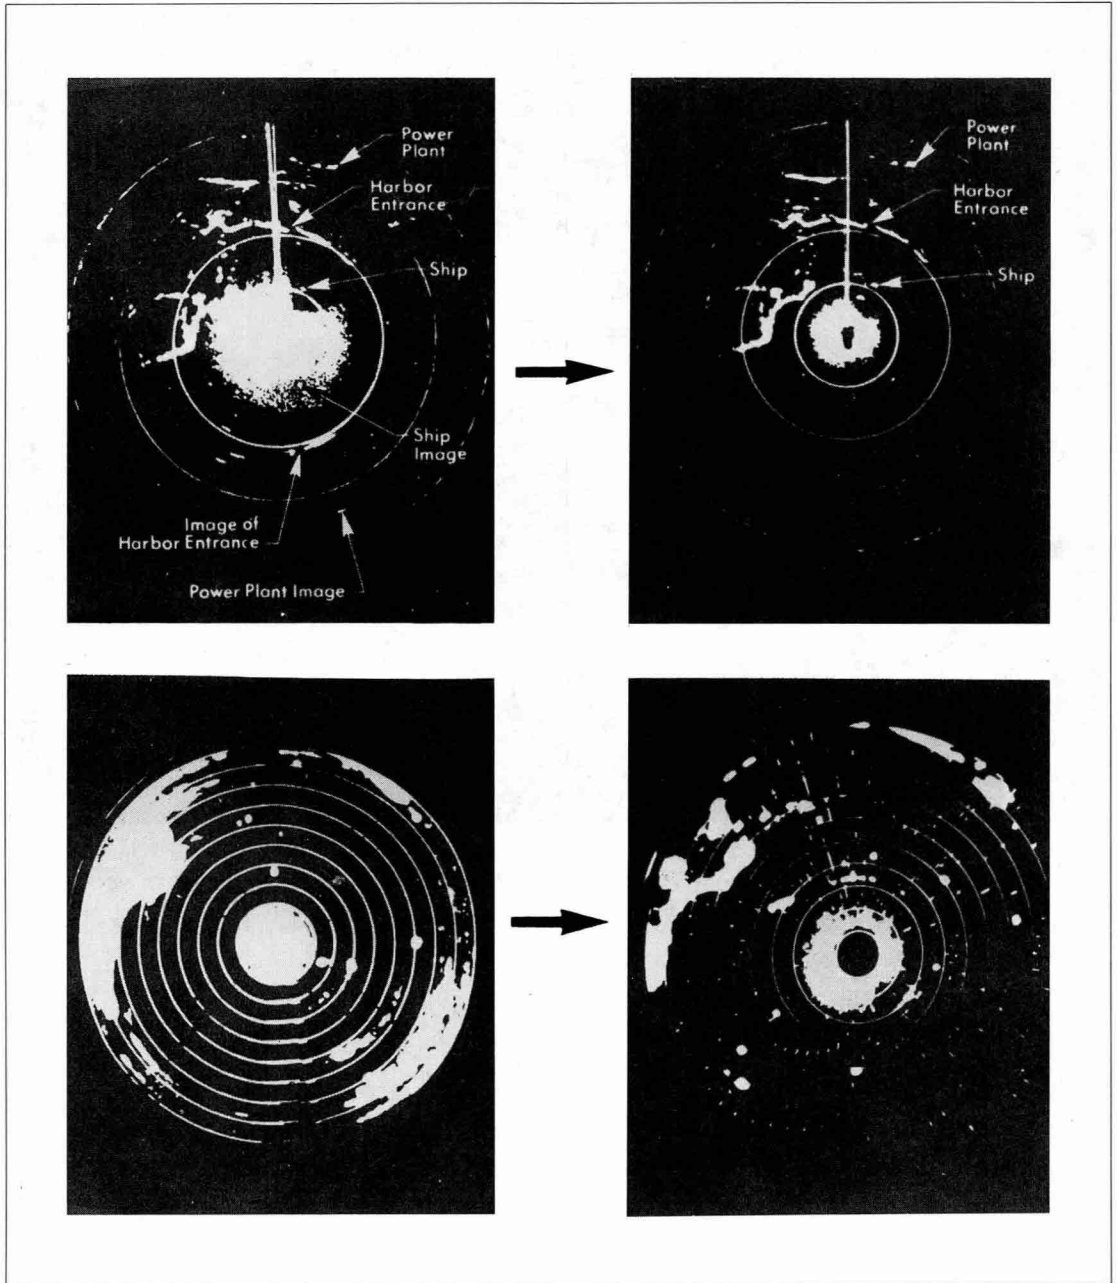 Power
Plant
Harbor
Entrance
Ship
Ship
Image
Image of
Harbor Entrance
Power Plant Image
Power
Plant
Harbor
Entrance
Ship